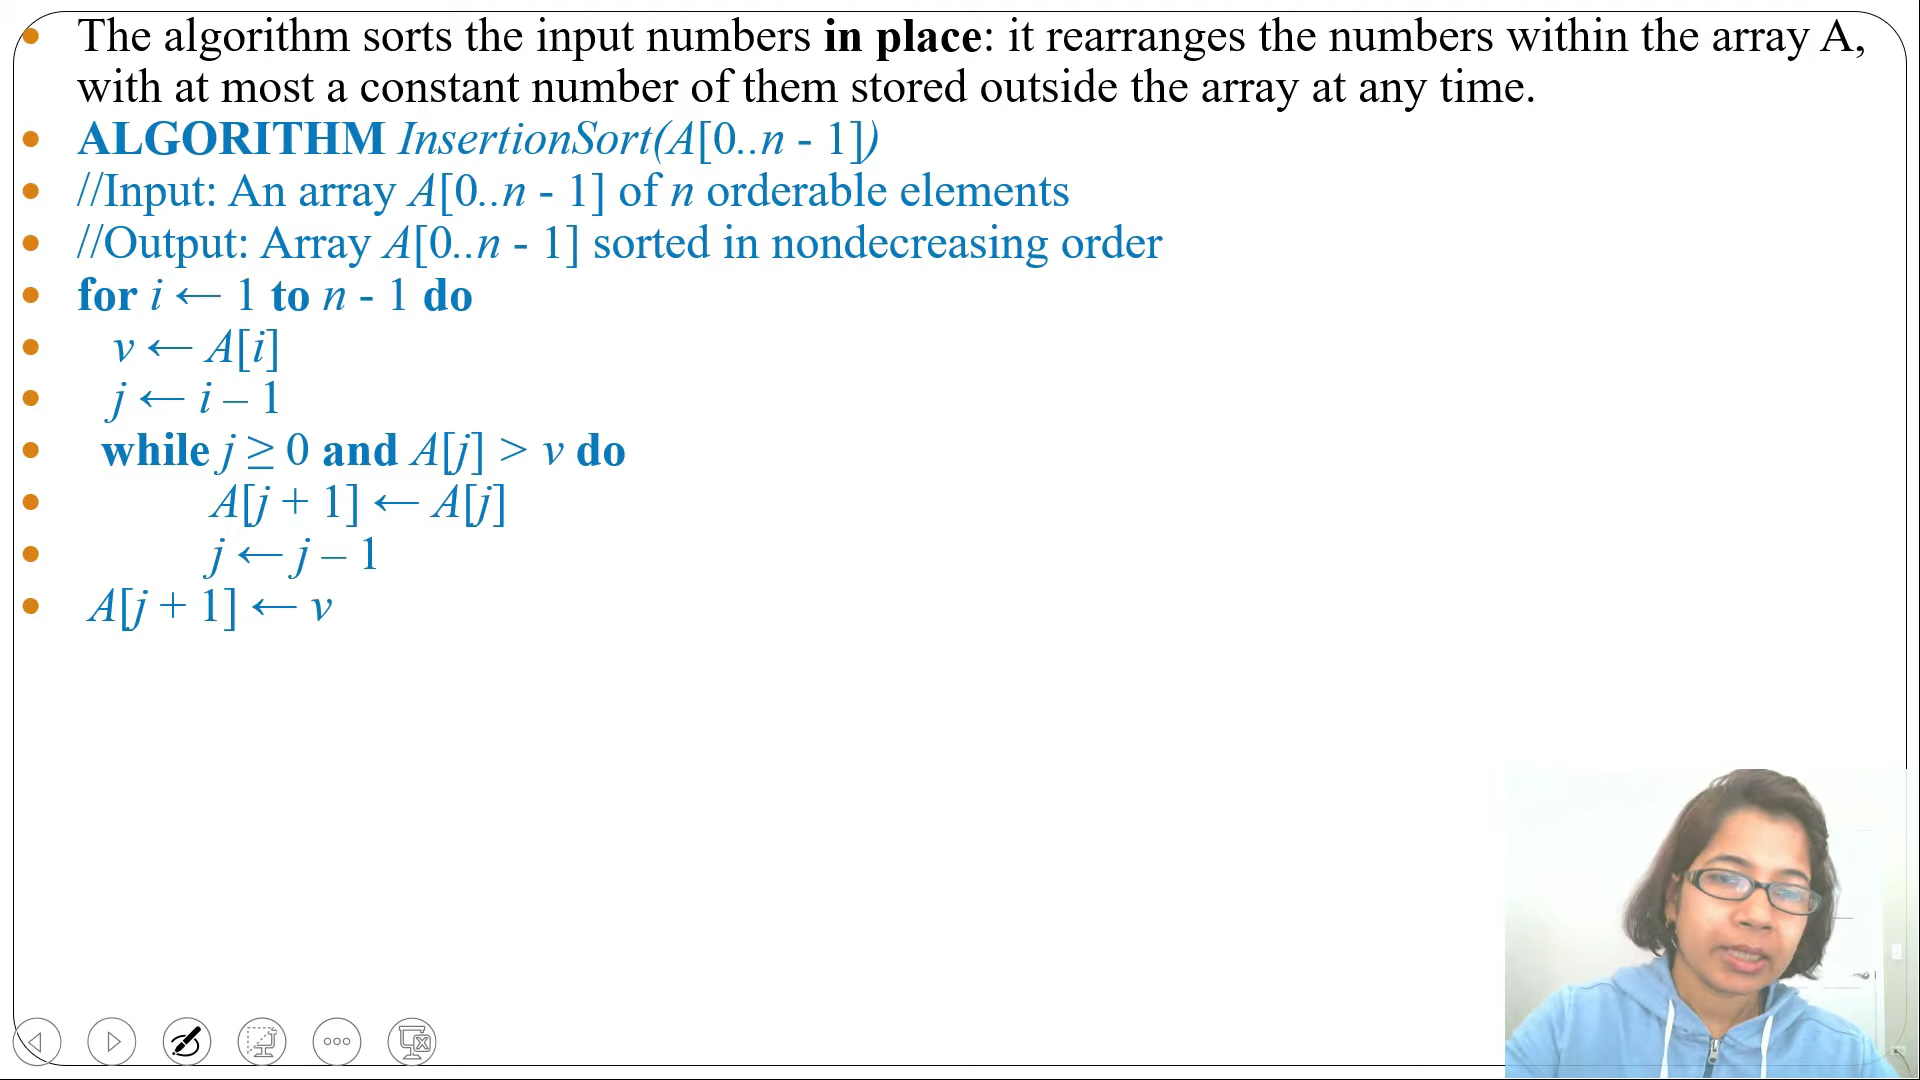 • The algorithm sorts the input numbers in place: it rearranges the numbers within the array A,
with at most a constant number of them stored outside the array at any time.
• ALGORITHM InsertionSort(A[0..n - 1])
• //Input: An array A[0..n - 1] of n orderable elements
• //Output: Array A[0..n - 1] sorted in nondecreasing order
• for i ← 1 to n - 1 do
• v ← A[i]
• j ← i – 1
• while j ≥ 0 and A[j] > v do
• A[j + 1] ← A[j]
• j ← j – 1
• A[j + 1] ← v